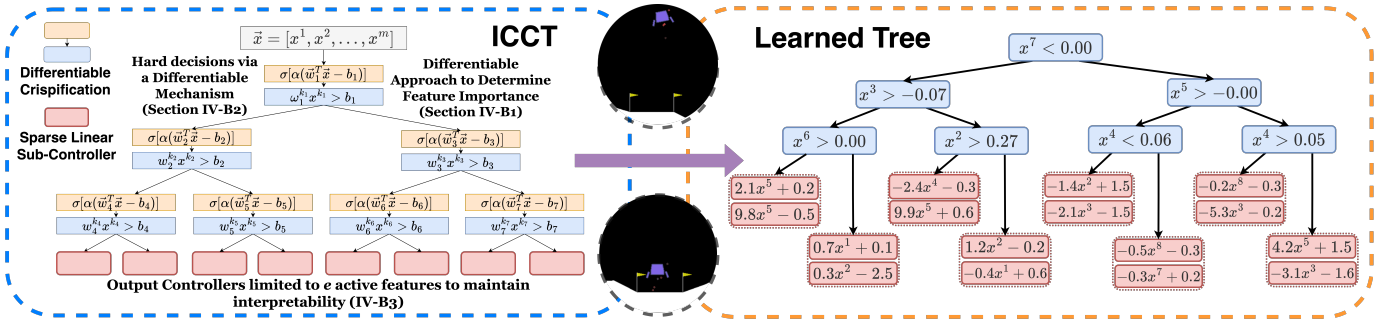 ICCT
x⃗ = [x¹, x², . . . , xᵐ]
Differentiable
Crispification
Sparse Linear
Sub-Controller
Hard decisions via
a Differentiable
Mechanism
(Section IV-B2)
Differentiable
Approach to Determine
Feature Importance
(Section IV-B1)
σ[α(w⃗₁ᵀx⃗ − b₁)]
ω₁^{k₁}x^{k₁} > b₁
σ[α(w⃗₂ᵀx⃗ − b₂)]
w₂^{k₂}x^{k₂} > b₂
σ[α(w⃗₃ᵀx⃗ − b₃)]
w₃^{k₃}x^{k₃} > b₃
σ[α(w⃗₄ᵀx⃗ − b₄)]
w₄^{k₄}x^{k₄} > b₄
σ[α(w⃗₅ᵀx⃗ − b₅)]
w₅^{k₅}x^{k₅} > b₅
σ[α(w⃗₆ᵀx⃗ − b₆)]
w₆^{k₆}x^{k₆} > b₆
σ[α(w⃗₇ᵀx⃗ − b₇)]
w₇^{k₇}x^{k₇} > b₇
Output Controllers limited to e active features to maintain
interpretability (IV-B3)
Learned Tree
x⁷ < 0.00
x³ > −0.07
x⁵ > −0.00
x⁶ > 0.00
x² > 0.27
x⁴ < 0.06
x⁴ > 0.05
2.1x⁵ + 0.2
9.8x⁵ − 0.5
−2.4x⁴ − 0.3
9.9x⁵ + 0.6
−1.4x² + 1.5
−2.1x³ − 1.5
−0.2x⁸ − 0.3
−5.3x³ − 0.2
0.7x¹ + 0.1
0.3x² − 2.5
1.2x² − 0.2
−0.4x¹ + 0.6
−0.5x⁸ − 0.3
−0.3x⁷ + 0.2
4.2x⁵ + 1.5
−3.1x³ − 1.6